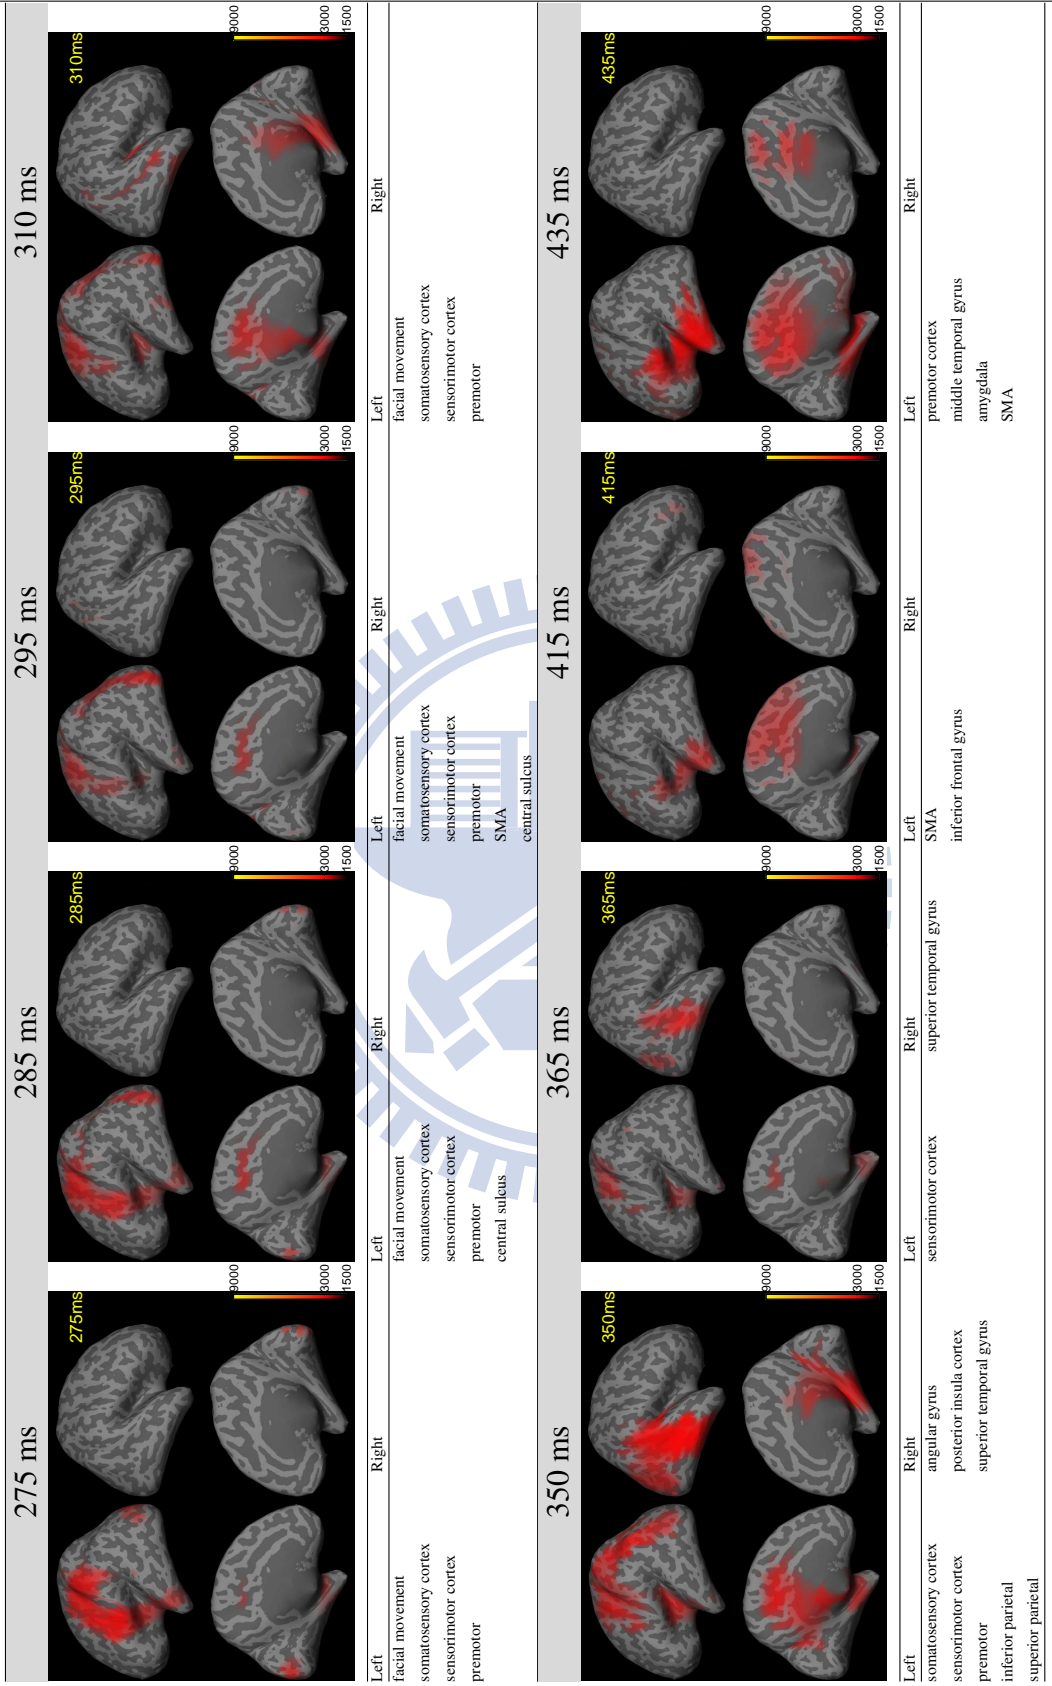 275 ms
285 ms
295 ms
310 ms
275ms
9000
3000
1500
285ms
9000
3000
1500
295ms
9000
3000
1500
310ms
9000
3000
1500
Left
Right
facial movement
somatosensory cortex
sensorimotor cortex
premotor
Left
Right
facial movement
somatosensory cortex
sensorimotor cortex
premotor
central sulcus
Left
Right
facial movement
somatosensory cortex
sensorimotor cortex
premotor
SMA
central sulcus
Left
Right
facial movement
somatosensory cortex
sensorimotor cortex
premotor
350 ms
365 ms
415 ms
435 ms
350ms
9000
3000
1500
365ms
9000
3000
1500
415ms
9000
3000
1500
435ms
9000
3000
1500
Left
Right
somatosensory cortex
angular gyrus
sensorimotor cortex
posterior insula cortex
premotor
superior temporal gyrus
inferior parietal
superior parietal
Left
Right
sensorimotor cortex
superior temporal gyrus
Left
Right
SMA
inferior frontal gyrus
Left
Right
premotor cortex
middle temporal gyrus
amygdala
SMA